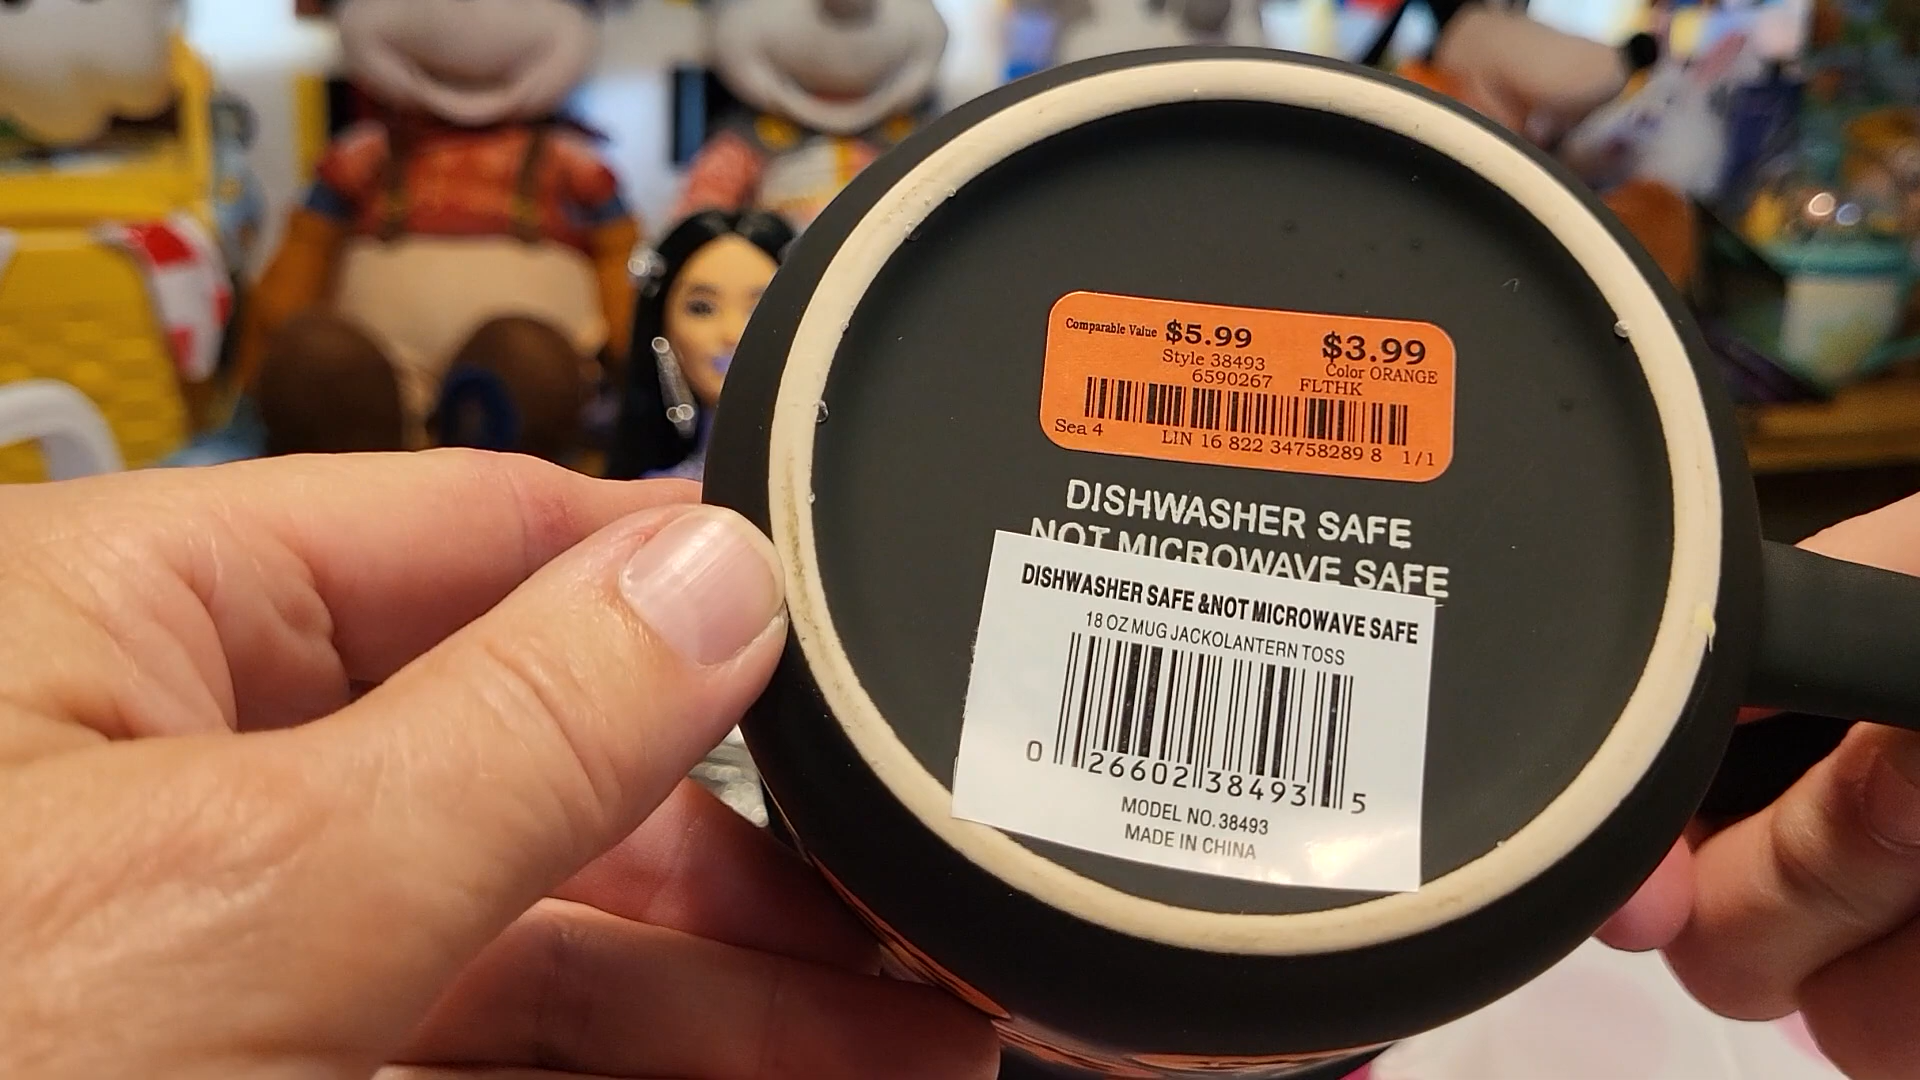 Comparable Value $5.99 $3.99
Style 38493 Color ORANGE
6590267 FLTHK
Sea 4 LIN 16 822 34758289 8 1/1
DISHWASHER SAFE
NOT MICROWAVE SAFE
DISHWASHER SAFE &NOT MICROWAVE SAFE
18 OZ MUG JACKOLANTERN TOSS
0 26602 38493 5
MODEL NO. 38493
MADE IN CHINA